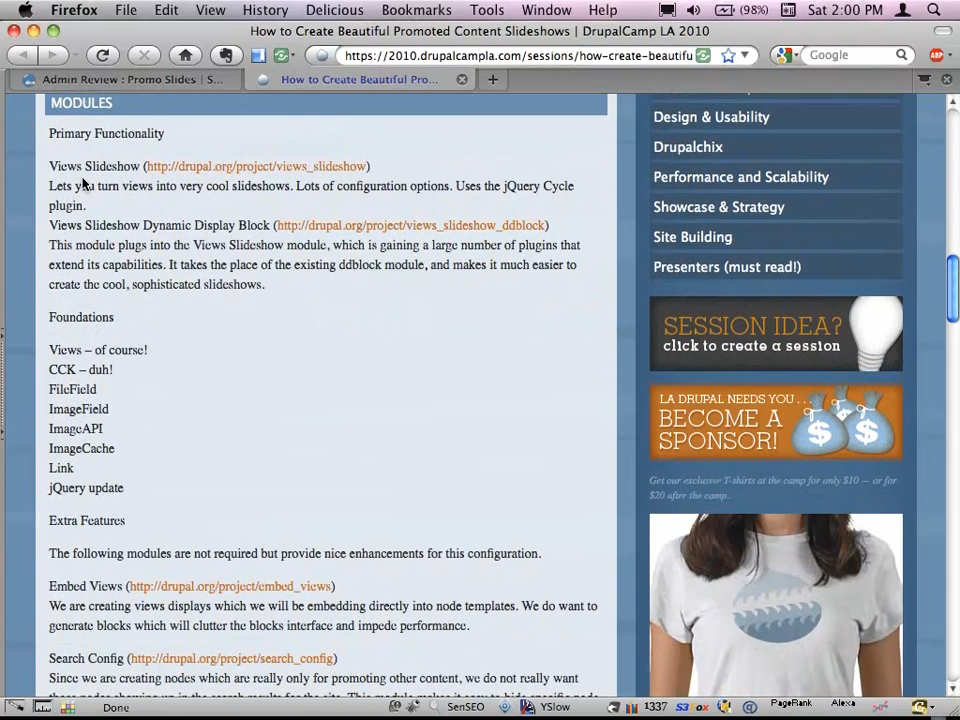 Firefox File Edit View History Delicious Bookmarks Tools Window Help (98%) Sat 2:00 PM
How to Create Beautiful Promoted Content Slideshows | DrupalCamp LA 2010
https://2010.drupalcampla.com/sessions/how-create-beautifu Google ABP
Admin Review : Promo Slides | S... How to Create Beautiful Pro...
MODULES
Primary Functionality
Views Slideshow (http://drupal.org/project/views_slideshow)
Lets you turn views into very cool slideshows. Lots of configuration options. Uses the jQuery Cycle
plugin.
Views Slideshow Dynamic Display Block (http://drupal.org/project/views_slideshow_ddblock)
This module plugs into the Views Slideshow module, which is gaining a large number of plugins that
extend its capabilities. It takes the place of the existing ddblock module, and makes it much easier to
create the cool, sophisticated slideshows.
Foundations
Views – of course!
CCK – duh!
FileField
ImageField
ImageAPI
ImageCache
Link
jQuery update
Extra Features
The following modules are not required but provide nice enhancements for this configuration.
Embed Views (http://drupal.org/project/embed_views)
We are creating views displays which we will be embedding directly into node templates. We do want to
generate blocks which will clutter the blocks interface and impede performance.
Search Config (http://drupal.org/project/search_config)
Since we are creating nodes which are really only for promoting other content, we do not really want
Design & Usability
Drupalchix
Performance and Scalability
Showcase & Strategy
Site Building
Presenters (must read!)
SESSION IDEA?
click to create a session
LA DRUPAL NEEDS YOU . . .
BECOME A
SPONSOR!
$ $
Get our exclusive T-shirts at the camp for only $10 — or for
$20 after the camp.
Done SenSEO YSlow 1337 S3Fox PageRank Alexa